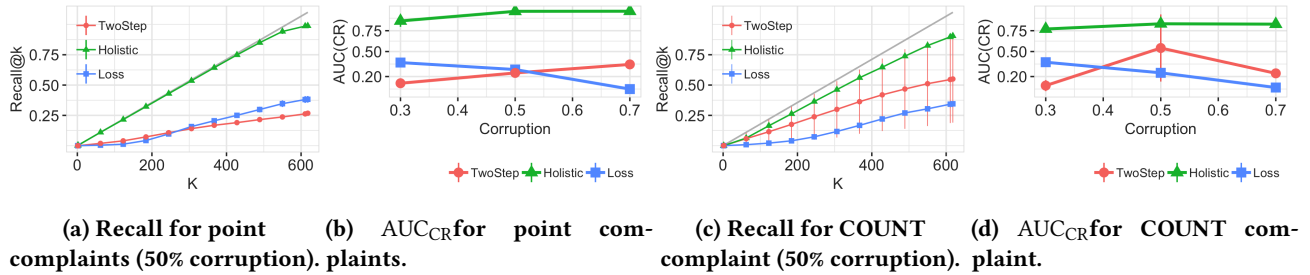 Recall@k
0.75
0.50
0.25
TwoStep
Holistic
Loss
0
200
400
600
K
AUC(CR)
0.75
0.50
0.20
0.3
0.4
0.5
0.6
0.7
Corruption
TwoStep Holistic Loss
Recall@k
0.75
0.50
0.25
TwoStep
Holistic
Loss
0
200
400
600
K
AUC(CR)
0.75
0.50
0.20
0.3
0.4
0.5
0.6
0.7
Corruption
TwoStep Holistic Loss
(a) Recall for point
complaints (50% corruption).
(b) AUCCR for point com-
plaints.
(c) Recall for COUNT
complaint (50% corruption).
(d) AUCCR for COUNT com-
plaint.